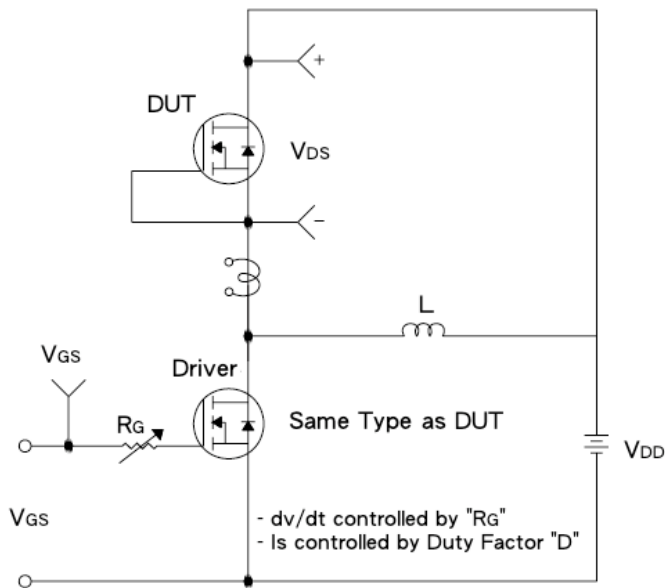 +
DUT
VDS
-
L
VGS
Driver
RG
Same Type as DUT
VDD
VGS
- dv/dt controlled by "RG"
- Is controlled by Duty Factor "D"